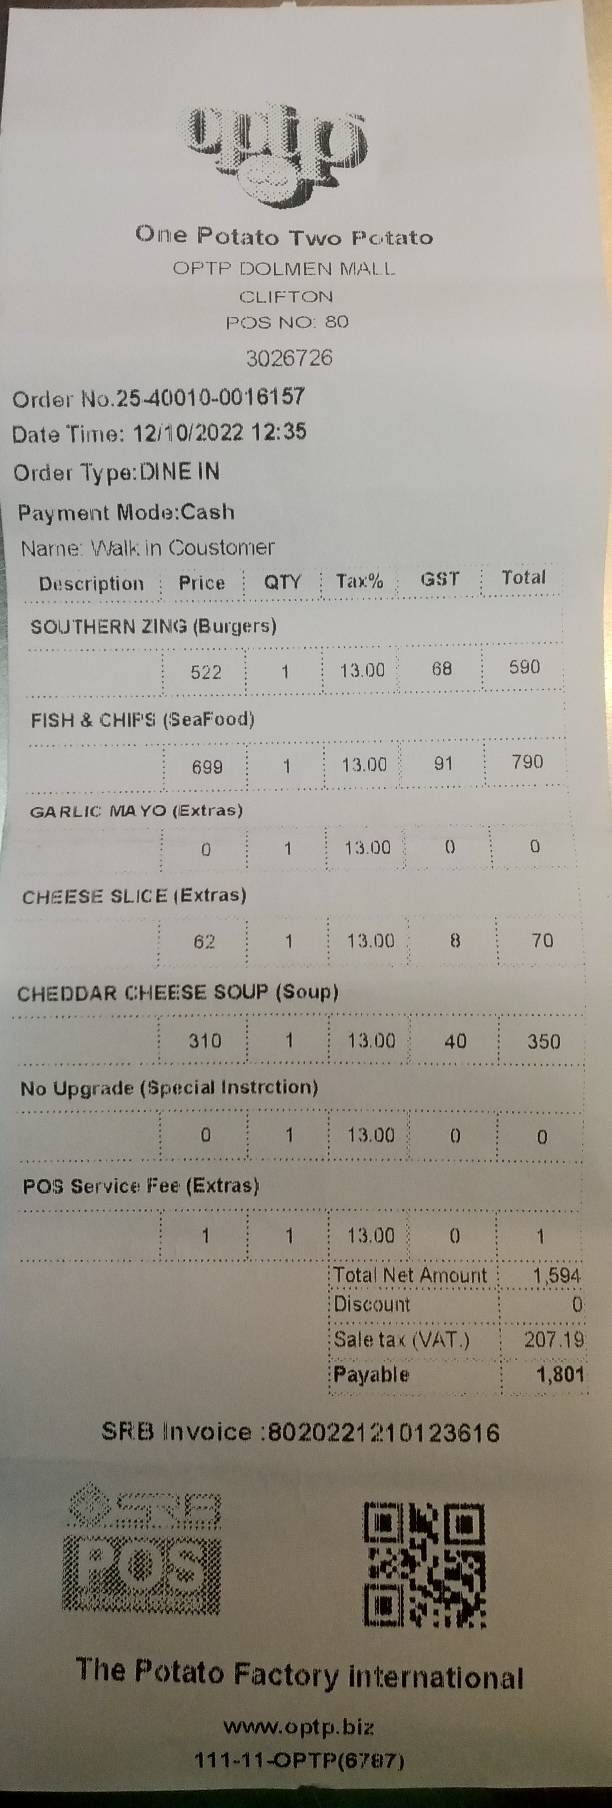 optp
One Potato Two Potato
OPTP DOLMEN MALL
CLIFTON
POS NO: 80
3026726
Order No.25-40010-0016157
Date Time: 12/10/2022 12:35
Order Type:DINE IN
Payment Mode:Cash
Name: Walk in Coustomer
Description Price QTY Tax% GST Total
SOUTHERN ZING (Burgers)
522 1 13.00 68 590
FISH & CHIPS (SeaFood)
699 1 13.00 91 790
GARLIC MAYO (Extras)
0 1 13.00 0 0
CHEESE SLICE (Extras)
62 1 13.00 8 70
CHEDDAR CHEESE SOUP (Soup)
310 1 13.00 40 350
No Upgrade (Special Instrction)
0 1 13.00 0 0
POS Service Fee (Extras)
1 1 13.00 0 1
Total Net Amount 1,594
Discount 0
Sale tax (VAT.) 207.19
Payable 1,801
SRB Invoice :8020221210123616
SRB
POS
The Potato Factory international
www.optp.biz
111-11-OPTP(6787)